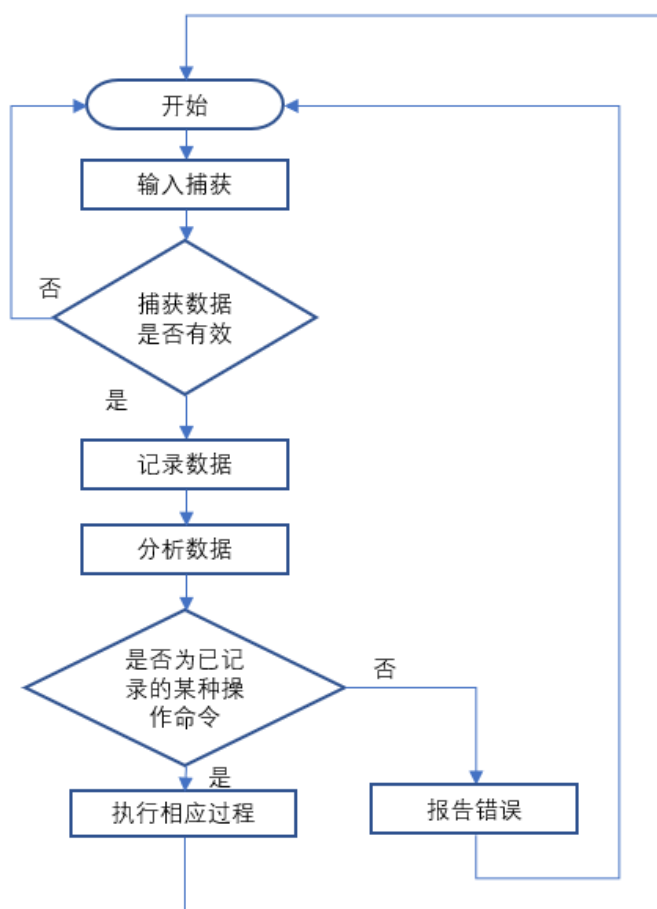 开始
输入捕获
否
捕获数据
是否有效
是
记录数据
分析数据
是否为已记
录的某种操
作命令
否
是
执行相应过程
报告错误